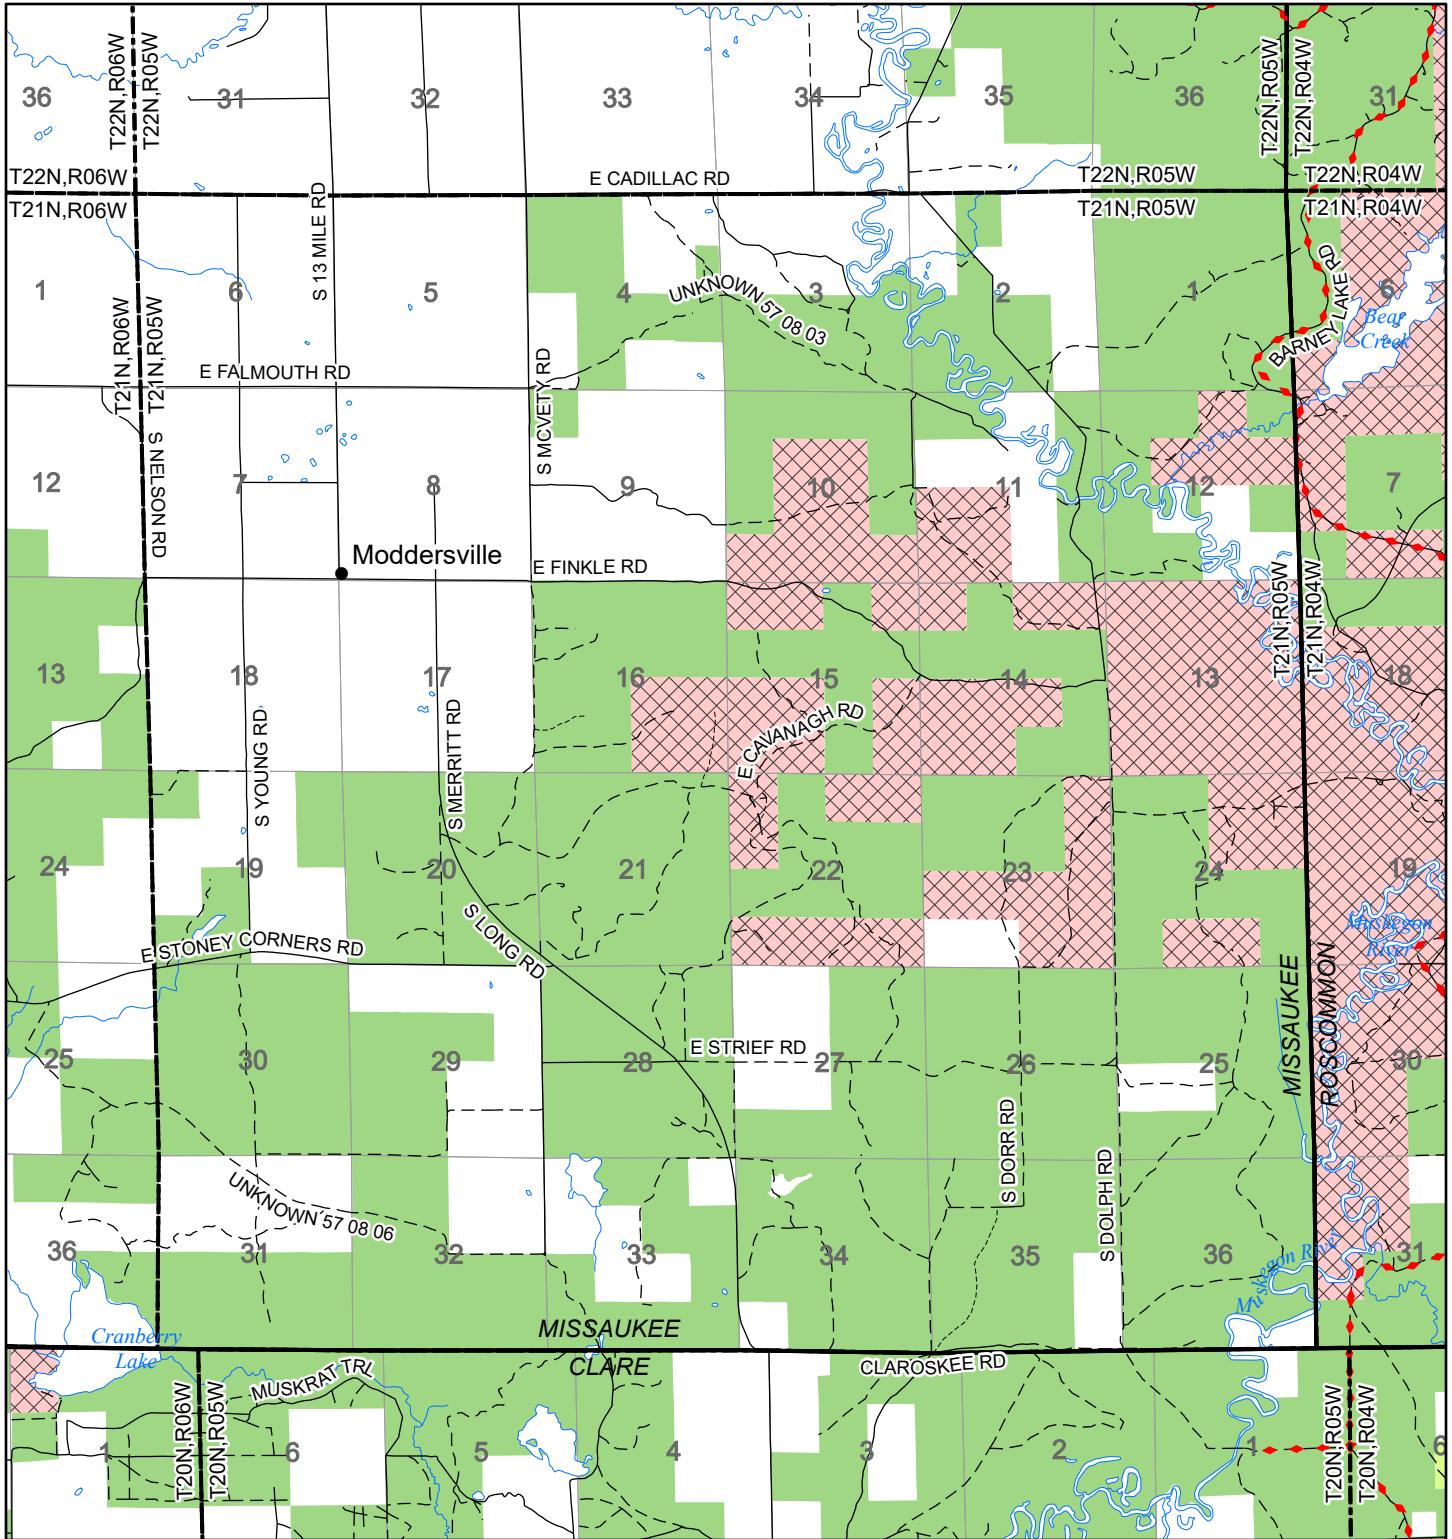 T22N,R06W
T22N,R05W
T22N,R05W
T22N,R04W
36
31
32
33
34
35
36
31
T22N,R06W
E CADILLAC RD
T22N,R05W
T22N,R04W
T21N,R06W
T21N,R05W
T21N,R04W
S 13 MILE RD
BARNEY LAKE RD
1
6
5
4
UNKNOWN 57 08 03
3
2
1
6
Bear
Creek
T21N,R06W
T21N,R05W
E FALMOUTH RD
S MCVETY RD
S NELSON RD
12
7
8
9
10
11
12
7
Moddersville
E FINKLE RD
T21N,R05W
T21N,R04W
13
18
17
16
15
14
13
18
S YOUNG RD
S MERRITT RD
E CAVANAGH RD
24
19
20
21
22
23
24
19
S LONG RD
E STONEY CORNERS RD
Muskegon
River
MISSAUKEE
ROSCOMMON
25
30
29
28
E STRIEF RD
27
26
25
30
S DORR RD
S DOLPH RD
UNKNOWN 57 08 06
36
31
32
33
34
35
36
31
Muskegon River
Cranberry
Lake
MISSAUKEE
CLARE
CLAROSKEE RD
MUSKRAT TRL
T20N,R06W
T20N,R05W
T20N,R05W
T20N,R04W
1
6
5
4
3
2
1
6